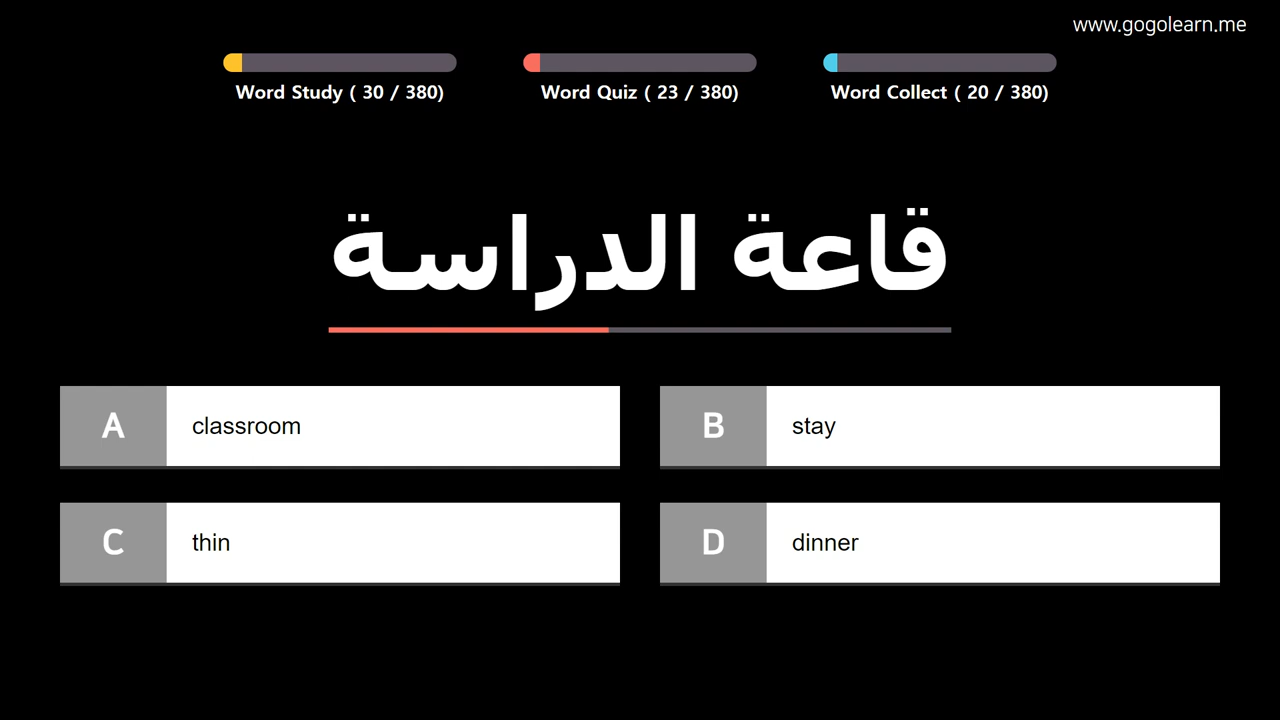 www.gogolearn.me
Word Study ( 30 / 380)
Word Quiz ( 23 / 380)
Word Collect ( 20 / 380)
قاعة الدراسة
A classroom
B stay
C thin
D dinner